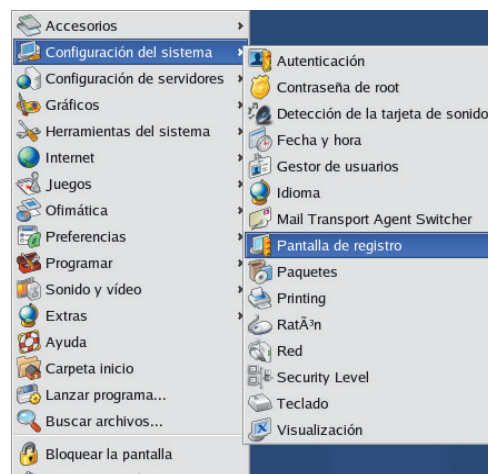 Accesorios
Configuración del sistema
Configuración de servidores
Gráficos
Herramientas del sistema
Internet
Juegos
Ofimática
Preferencias
Programar
Sonido y vídeo
Extras
Ayuda
Carpeta inicio
Lanzar programa...
Buscar archivos...
Bloquear la pantalla
Autenticación
Contraseña de root
Detección de la tarjeta de sonido
Fecha y hora
Gestor de usuarios
Idioma
Mail Transport Agent Switcher
Pantalla de registro
Paquetes
Printing
RatÃ³n
Red
Security Level
Teclado
Visualización